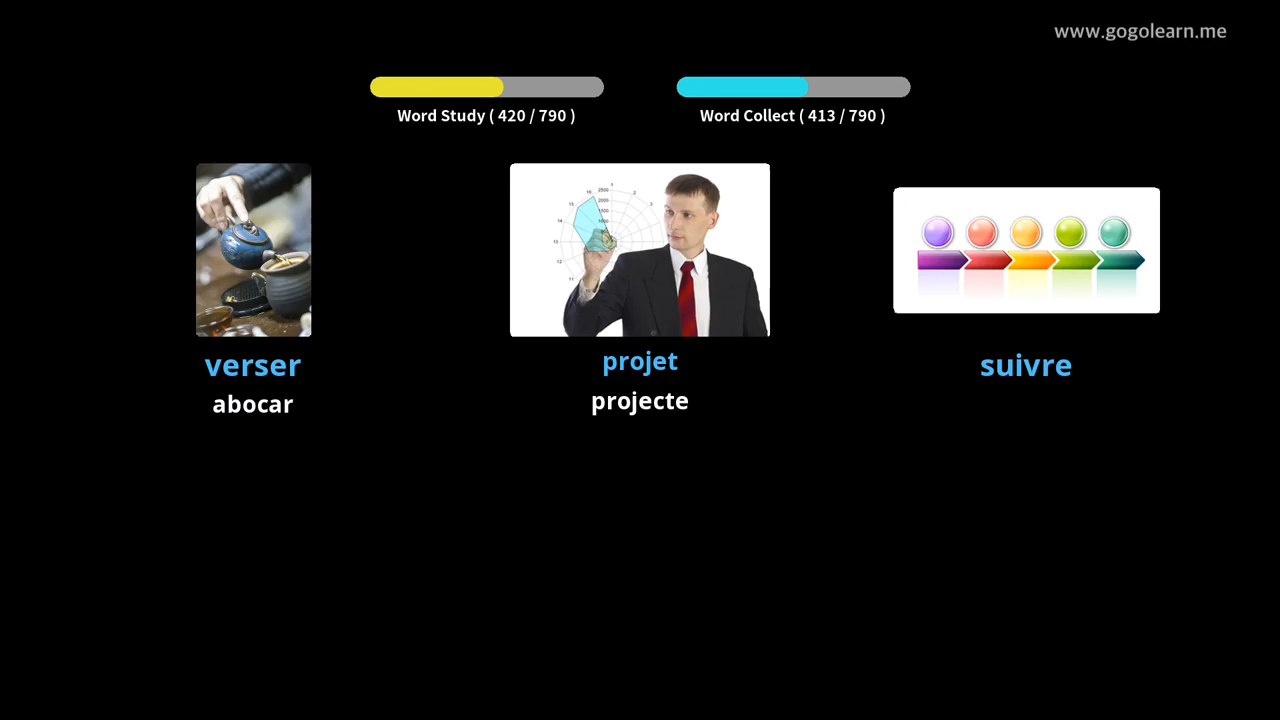 www.gogolearn.me
Word Study ( 420 / 790 )
Word Collect ( 413 / 790 )
verser
abocar
projet
projecte
suivre